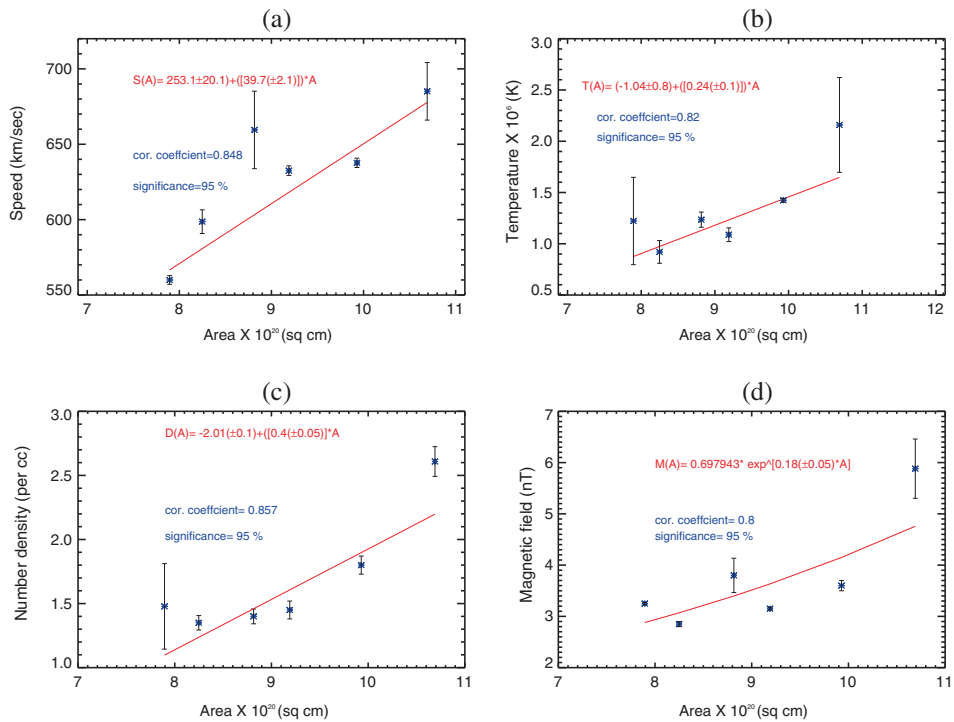 (a)
700
650
600
550
Speed (km/sec)
S(A)= 253.1±20.1)+([39.7(±2.1)])*A
cor. coeffcient=0.848
significance=95 %
7 8 9 10 11
Area X 10²⁰ (sq cm)
(b)
3.0
2.5
2.0
1.5
1.0
0.5
Temperature X 10⁶ (K)
T(A)= (-1.04±0.8)+([0.24(±0.1)])*A
cor. coeffcient=0.82
significance= 95 %
7 8 9 10 11 12
Area X 10²⁰ (sq cm)
(c)
3.0
2.5
2.0
1.5
1.0
Number density (per cc)
D(A)= -2.01(±0.1)+([0.4(±0.05)]*A
cor. coeffcient= 0.857
significance= 95 %
7 8 9 10 11
Area X 10²⁰ (sq cm)
(d)
7
6
5
4
3
2
Magnetic field (nT)
M(A)= 0.697943* exp^[0.18(±0.05)*A]
cor. coeffcient= 0.8
significance= 95 %
7 8 9 10 11
Area X 10²⁰ (sq cm)